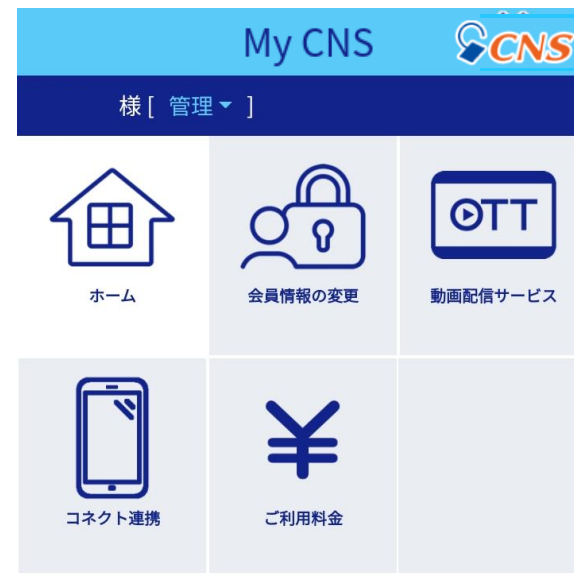 My CNS
CNS
様 [ 管理 ]
ホーム
会員情報の変更
OTT
動画配信サービス
コネクト連携
¥
ご利用料金